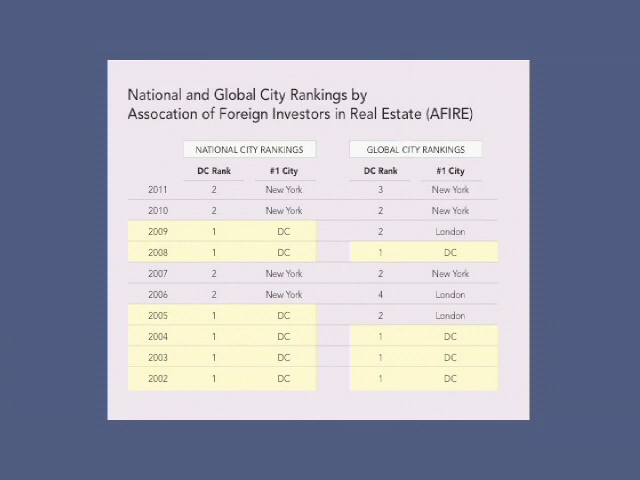 National and Global City Rankings by
Assocation of Foreign Investors in Real Estate (AFIRE)
NATIONAL CITY RANKINGS GLOBAL CITY RANKINGS
DC Rank #1 City DC Rank #1 City
2011 2 New York 3 New York
2010 2 New York 2 New York
2009 1 DC 2 London
2008 1 DC 1 DC
2007 2 New York 2 New York
2006 2 New York 4 London
2005 1 DC 2 London
2004 1 DC 1 DC
2003 1 DC 1 DC
2002 1 DC 1 DC